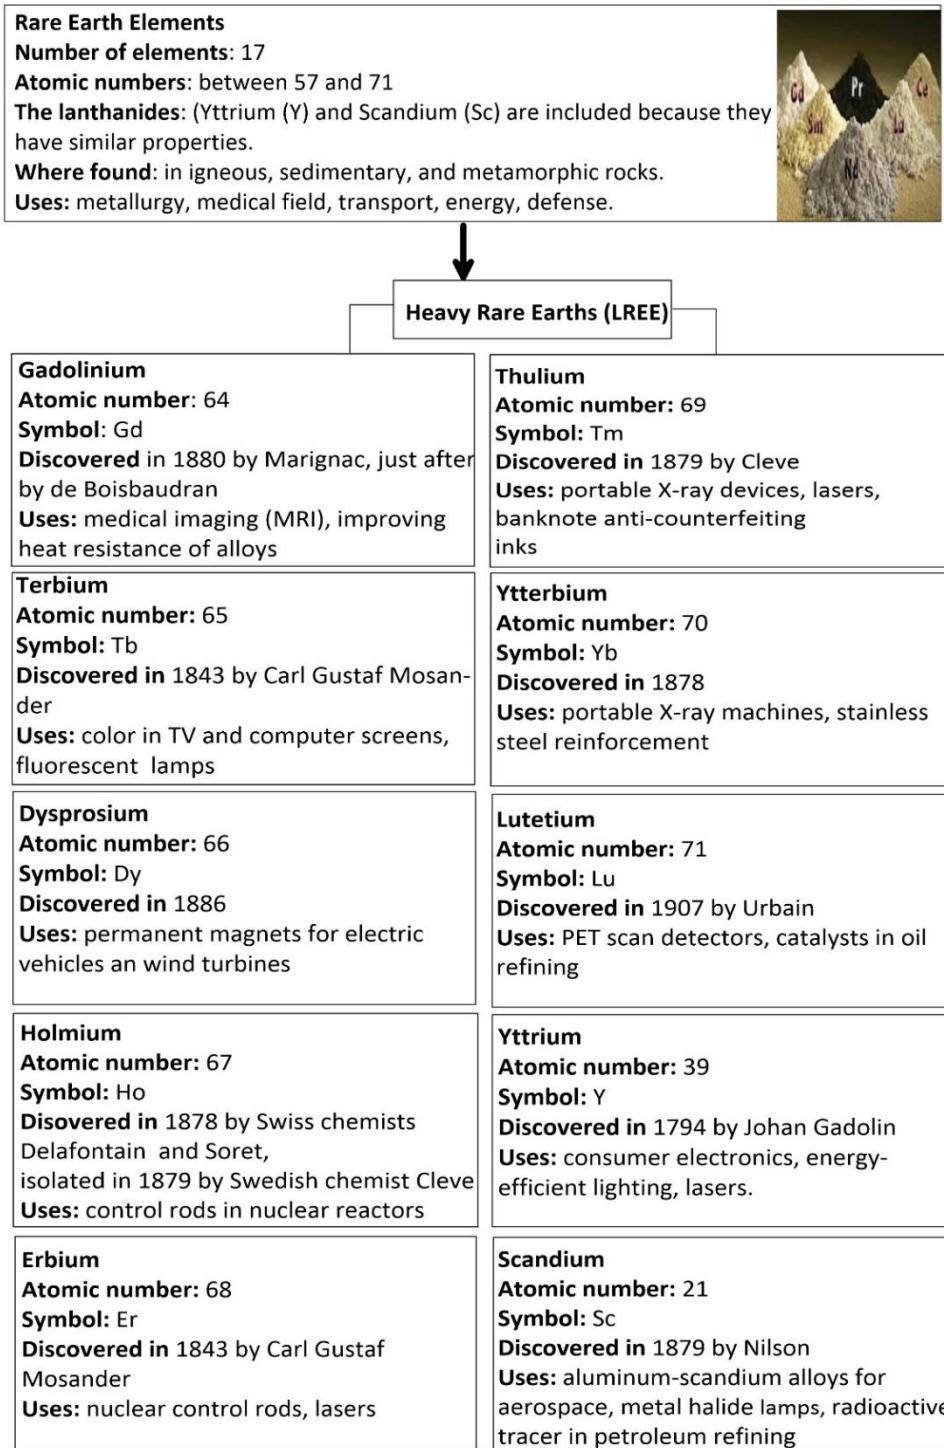 Rare Earth Elements
Number of elements: 17
Atomic numbers: between 57 and 71
The lanthanides: (Yttrium (Y) and Scandium (Sc) are included because they
have similar properties.
Where found: in igneous, sedimentary, and metamorphic rocks.
Uses: metallurgy, medical field, transport, energy, defense.
Gd
Pr
Ce
Sm
La
Nd
Heavy Rare Earths (LREE)
Gadolinium
Atomic number: 64
Symbol: Gd
Discovered in 1880 by Marignac, just after
by de Boisbaudran
Uses: medical imaging (MRI), improving
heat resistance of alloys
Terbium
Atomic number: 65
Symbol: Tb
Discovered in 1843 by Carl Gustaf Mosan-
der
Uses: color in TV and computer screens,
fluorescent lamps
Dysprosium
Atomic number: 66
Symbol: Dy
Discovered in 1886
Uses: permanent magnets for electric
vehicles an wind turbines
Holmium
Atomic number: 67
Symbol: Ho
Disovered in 1878 by Swiss chemists
Delafontain and Soret,
isolated in 1879 by Swedish chemist Cleve
Uses: control rods in nuclear reactors
Erbium
Atomic number: 68
Symbol: Er
Discovered in 1843 by Carl Gustaf
Mosander
Uses: nuclear control rods, lasers
Thulium
Atomic number: 69
Symbol: Tm
Discovered in 1879 by Cleve
Uses: portable X-ray devices, lasers,
banknote anti-counterfeiting
inks
Ytterbium
Atomic number: 70
Symbol: Yb
Discovered in 1878
Uses: portable X-ray machines, stainless
steel reinforcement
Lutetium
Atomic number: 71
Symbol: Lu
Discovered in 1907 by Urbain
Uses: PET scan detectors, catalysts in oil
refining
Yttrium
Atomic number: 39
Symbol: Y
Discovered in 1794 by Johan Gadolin
Uses: consumer electronics, energy-
efficient lighting, lasers.
Scandium
Atomic number: 21
Symbol: Sc
Discovered in 1879 by Nilson
Uses: aluminum-scandium alloys for
aerospace, metal halide lamps, radioactive
tracer in petroleum refining